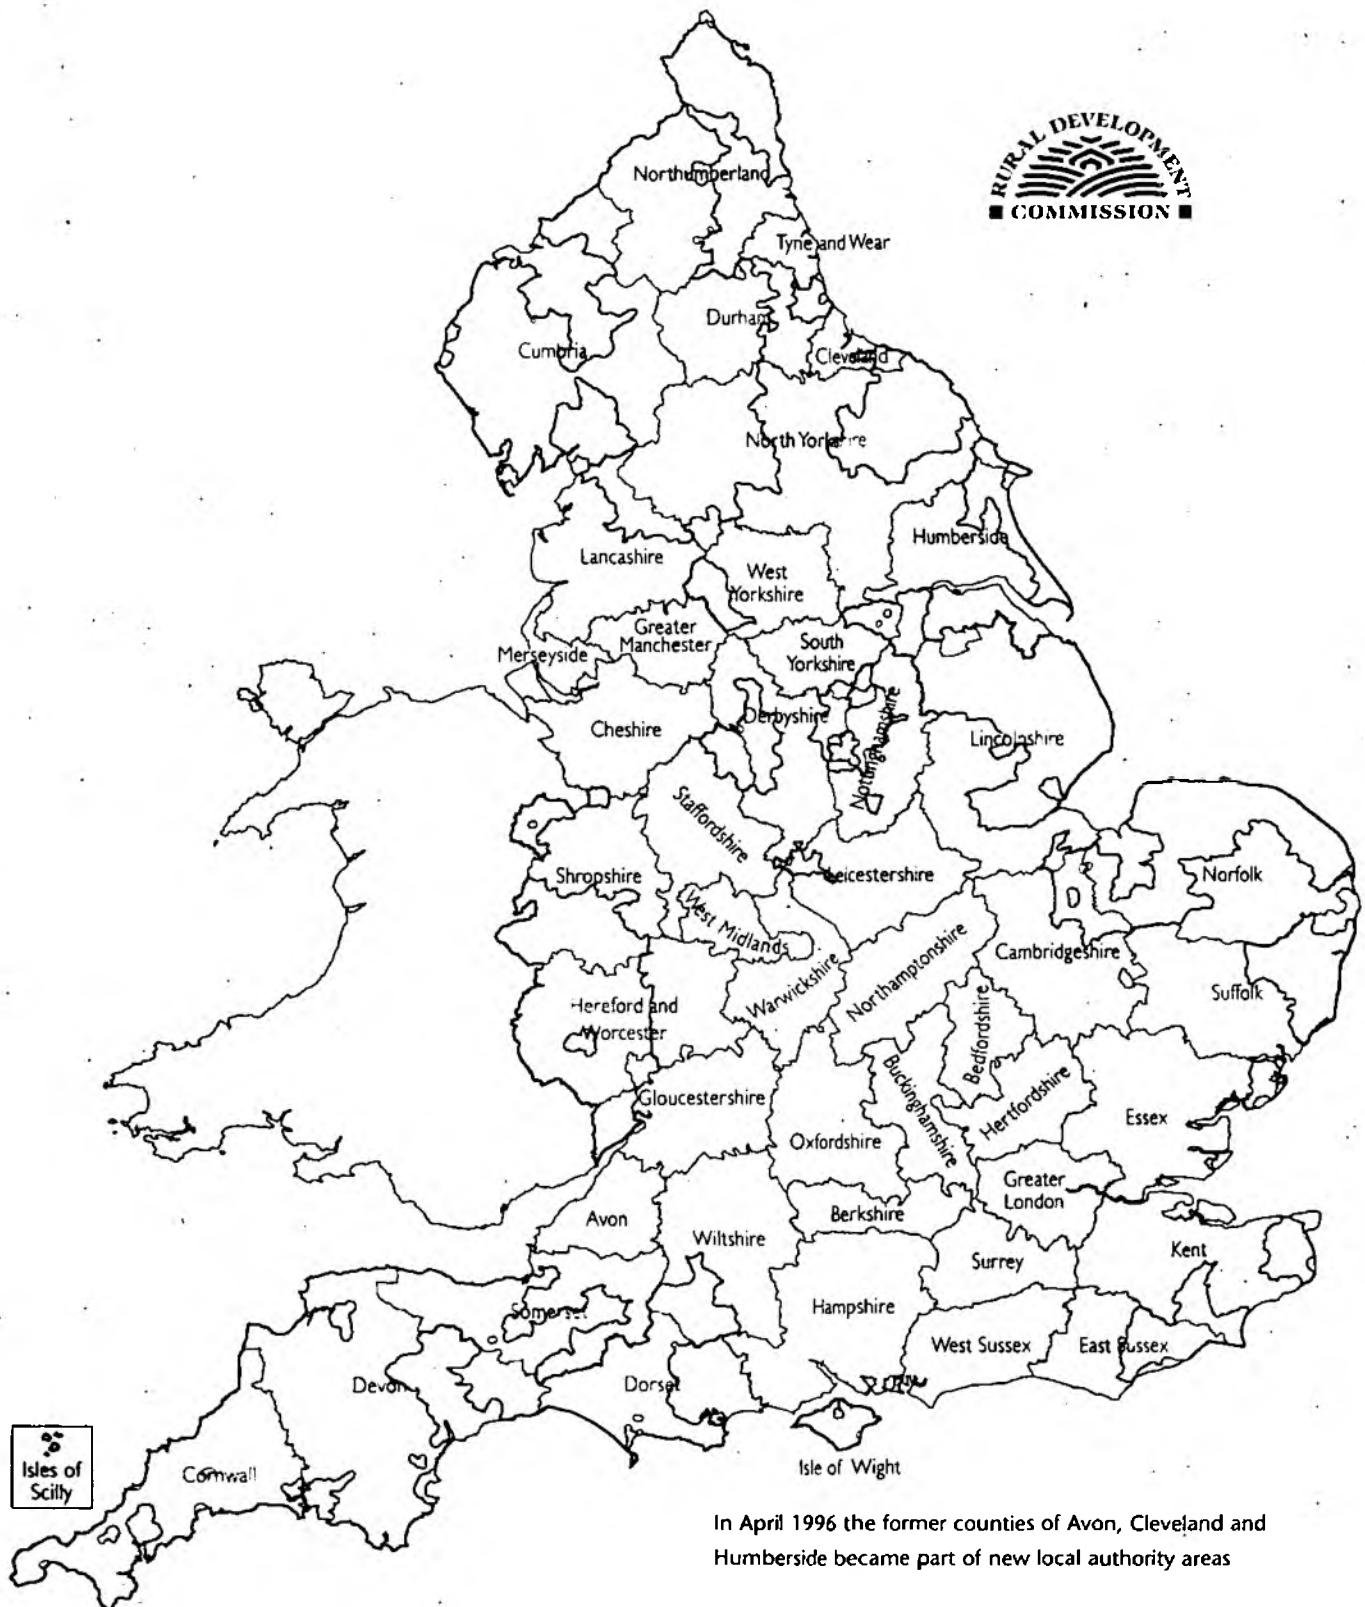 RURAL DEVELOPMENT
COMMISSION
Northumberland
Tyne and Wear
Durham
Cumbria
Cleveland
North Yorkshire
Humberside
Lancashire
West
Yorkshire
Greater
Manchester
South
Yorkshire
Merseyside
Cheshire
Derbyshire
Nottinghamshire
Lincolnshire
Staffordshire
Shropshire
Leicestershire
Norfolk
West Midlands
Cambridgeshire
Warwickshire
Northamptonshire
Suffolk
Hereford and
Worcester
Bedfordshire
Buckinghamshire
Hertfordshire
Gloucestershire
Essex
Oxfordshire
Greater
London
Avon
Berkshire
Wiltshire
Surrey
Kent
Somerset
Hampshire
West Sussex
East Sussex
Devon
Dorset
Isles of
Scilly
Cornwall
Isle of Wight
In April 1996 the former counties of Avon, Cleveland and
Humberside became part of new local authority areas